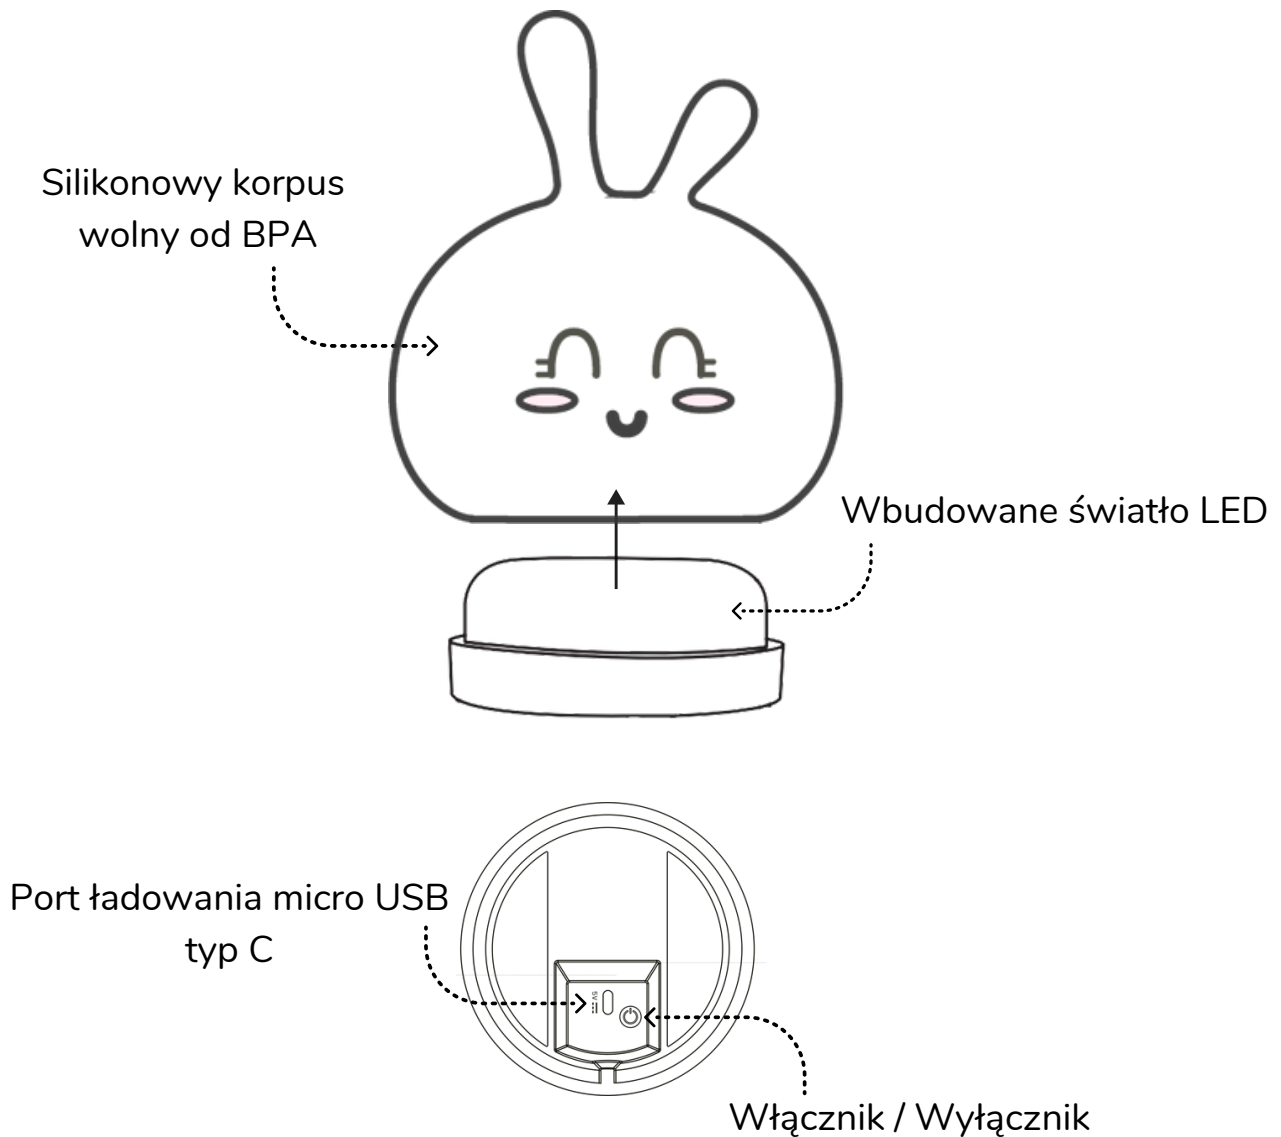 Silikonowy korpus
wolny od BPA
Wbudowane światło LED
Port ładowania micro USB
typ C
5V
Włącznik / Wyłącznik